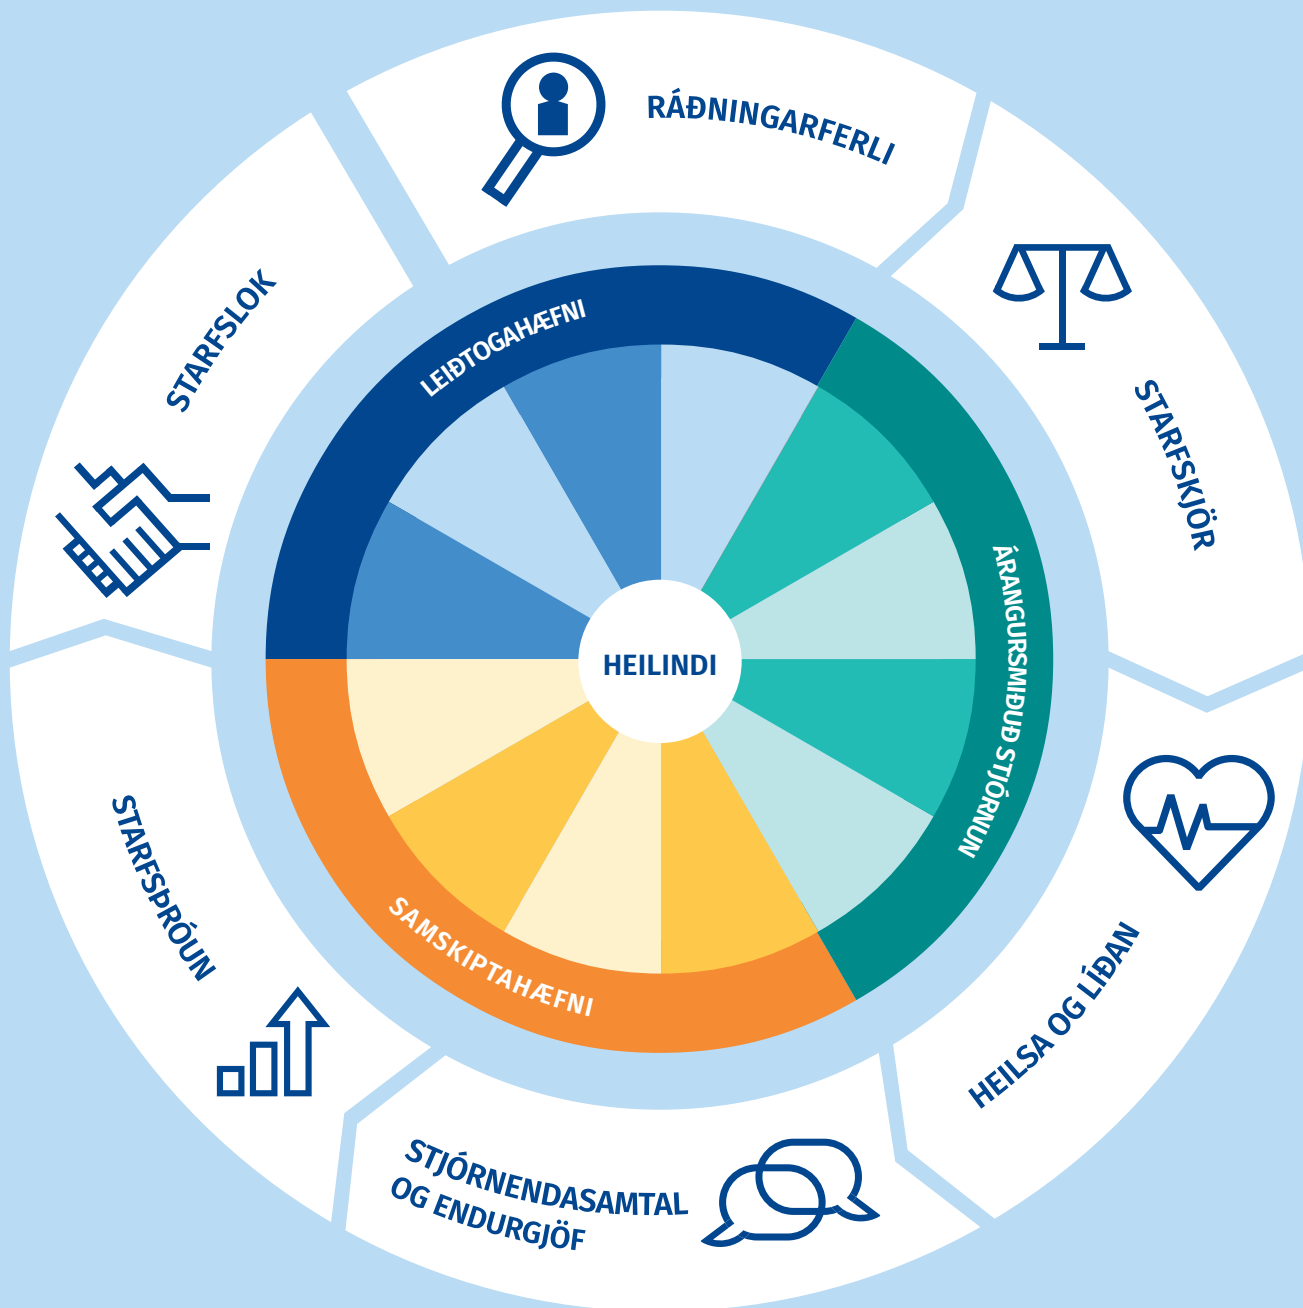 RÁÐNINGARFERLI
STARFSKJÖR
HEILSA OG LÍÐAN
STJÓRNENDASAMTAL
OG ENDURGJÖF
STARFSÞRÓUN
STARFSLOK
LEIÐTOGAHÆFNI
ÁRANGURSMIÐUÐ STJÓRNUN
SAMSKIPTAHÆFNI
HEILINDI